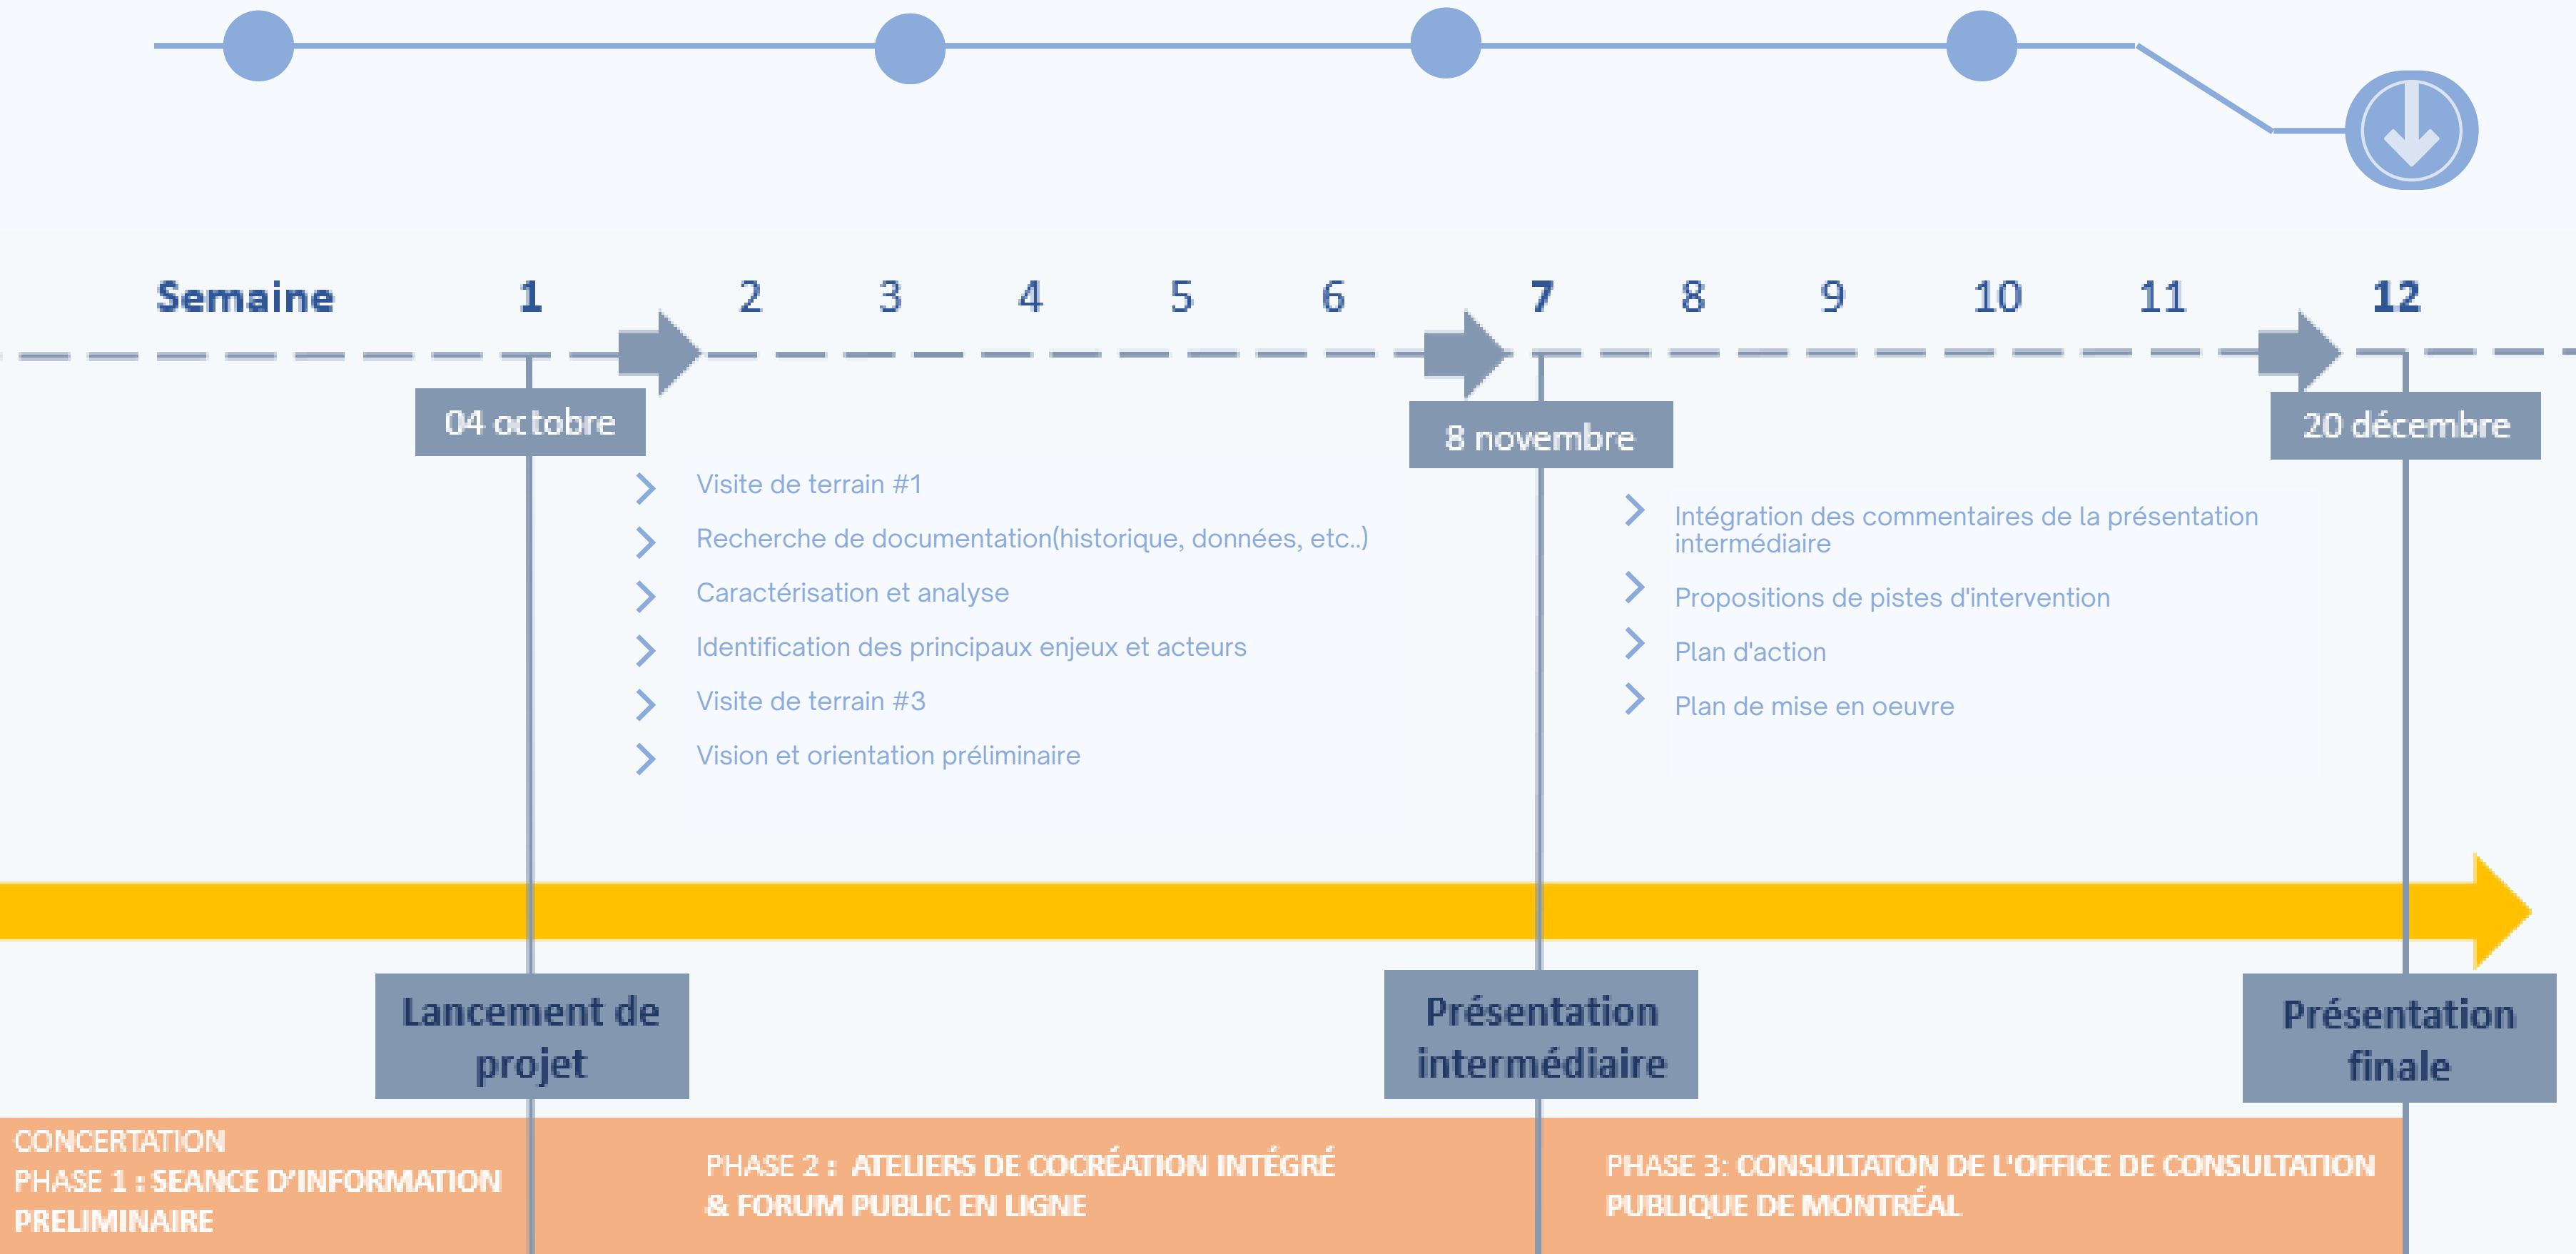 Semaine 1 2 3 4 5 6 7 8 9 10 11 12
04 octobre
8 novembre
20 décembre
Visite de terrain #1
Recherche de documentation(historique, données, etc..)
Caractérisation et analyse
Identification des principaux enjeux et acteurs
Visite de terrain #3
Vision et orientation préliminaire
Intégration des commentaires de la présentation
intermédiaire
Propositions de pistes d'intervention
Plan d'action
Plan de mise en oeuvre
Lancement de
projet
Présentation
intermédiaire
Présentation
finale
CONCERTATION
PHASE 1 : SEANCE D'INFORMATION
PRELIMINAIRE
PHASE 2 : ATELIERS DE COCRÉATION INTÉGRÉ
& FORUM PUBLIC EN LIGNE
PHASE 3: CONSULTATON DE L'OFFICE DE CONSULTATION
PUBLIQUE DE MONTRÉAL